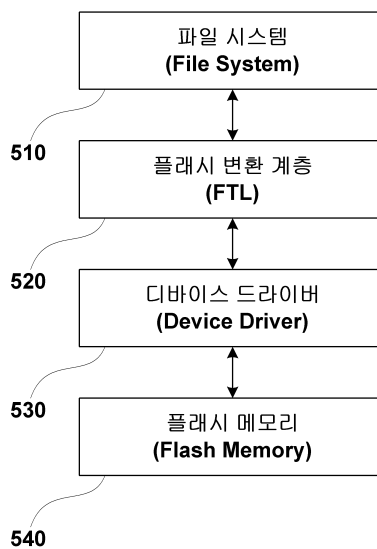 파일 시스템
(File System)
510
플래시 변환 계층
(FTL)
520
디바이스 드라이버
(Device Driver)
530
플래시 메모리
(Flash Memory)
540